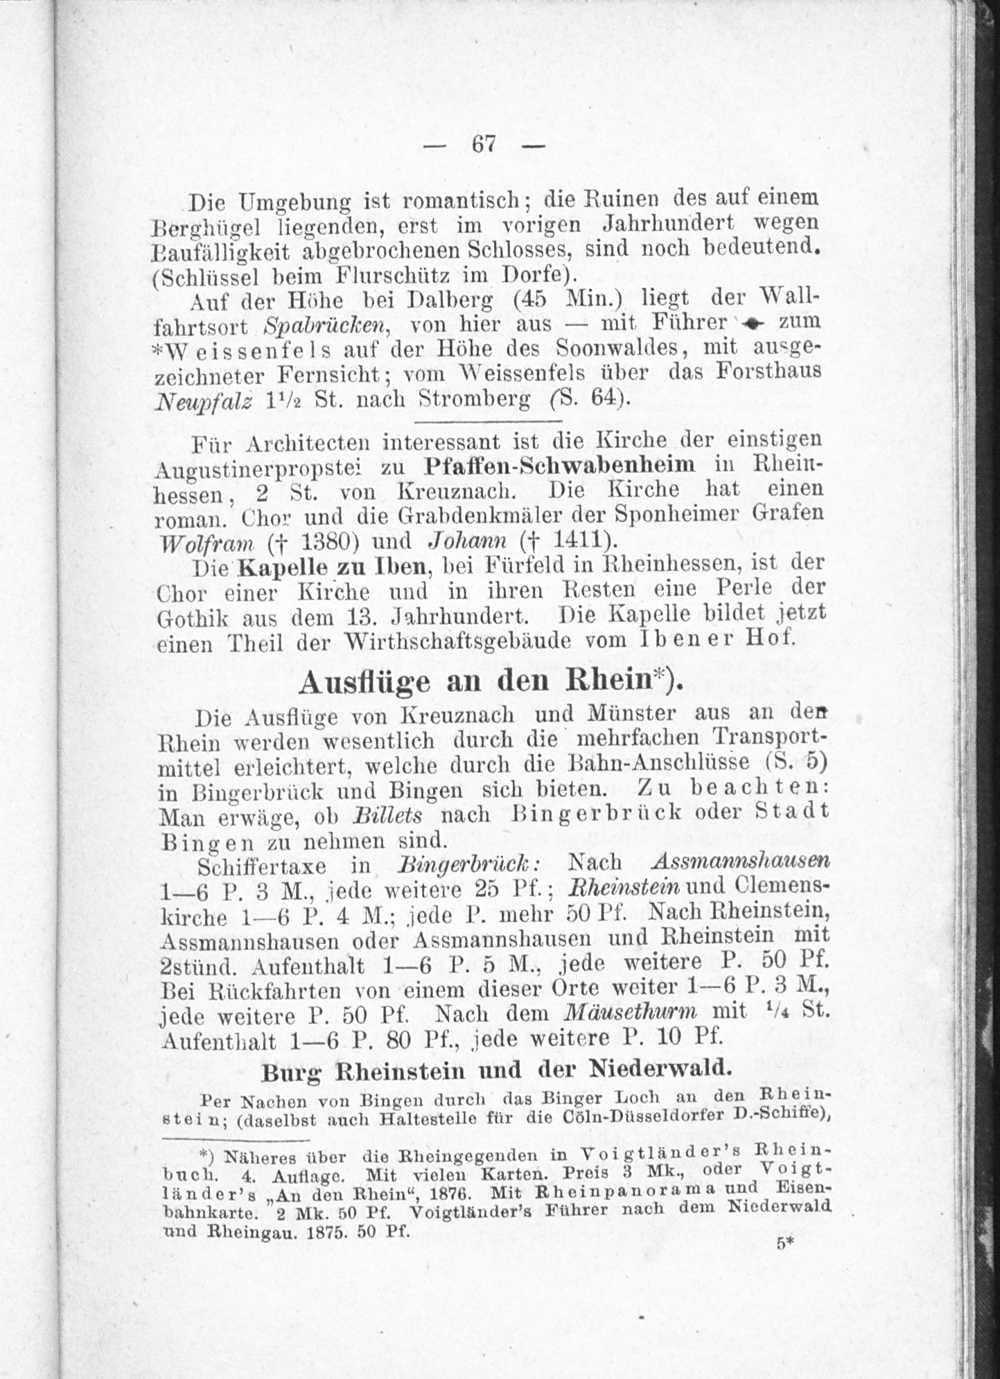 — 67 —
Die Umgebung ist romantisch; die Ruinen des auf einem
Berghügel liegenden, erst im vorigen Jahrhundert wegen
Baufälligkeit abgebrochenen Schlosses, sind noch bedeutend.
(Schlüssel beim Flurschütz im Dorfe).
Auf der Höhe bei Dalberg (45 Min.) liegt der Wall-
fahrtsort Spabrücken, von hier aus — mit Führer zum
*Weissenfels auf der Höhe des Soonwaldes, mit ausge-
zeichneter Fernsicht; vom Weissenfels über das Forsthaus
Neupfalz 1½ St. nach Stromberg (S. 64).
Für Architecten interessant ist die Kirche der einstigen
Augustinerpropstei zu Pfaffen-Schwabenheim in Rhein-
hessen, 2 St. von Kreuznach. Die Kirche hat einen
roman. Chor und die Grabdenkmäler der Sponheimer Grafen
Wolfram († 1380) und Johann († 1411).
Die Kapelle zu Iben, bei Fürfeld in Rheinhessen, ist der
Chor einer Kirche und in ihren Resten eine Perle der
Gothik aus dem 13. Jahrhundert. Die Kapelle bildet jetzt
einen Theil der Wirthschaftsgebäude vom Ibener Hof.
Ausflüge an den Rhein*).
Die Ausflüge von Kreuznach und Münster aus an den
Rhein werden wesentlich durch die mehrfachen Transport-
mittel erleichtert, welche durch die Bahn-Anschlüsse (S. 5)
in Bingerbrück und Bingen sich bieten. Zu beachten:
Man erwäge, ob Billets nach Bingerbrück oder Stadt
Bingen zu nehmen sind.
Schiffertaxe in Bingerbrück: Nach Assmannshausen
1—6 P. 3 M., jede weitere 25 Pf.; Rheinstein und Clemens-
kirche 1—6 P. 4 M.; jede P. mehr 50 Pf. Nach Rheinstein,
Assmannshausen oder Assmannshausen und Rheinstein mit
2stünd. Aufenthalt 1—6 P. 5 M., jede weitere P. 50 Pf.
Bei Rückfahrten von einem dieser Orte weiter 1—6 P. 3 M.,
jede weitere P. 50 Pf. Nach dem Mäusethurm mit ¼ St.
Aufenthalt 1—6 P. 80 Pf., jede weitere P. 10 Pf.
Burg Rheinstein und der Niederwald.
Per Nachen von Bingen durch das Binger Loch an den Rhein-
stein; (daselbst auch Haltestelle für die Cöln-Düsseldorfer D.-Schiffe),
*) Näheres über die Rheingegenden in Voigtländer's Rhein-
buch. 4. Auflage. Mit vielen Karten. Preis 3 Mk., oder Voigt-
länder's „An den Rhein“, 1876. Mit Rheinpanorama und Eisen-
bahnkarte. 2 Mk. 50 Pf. Voigtländer's Führer nach dem Niederwald
und Rheingau. 1875. 50 Pf.
5*